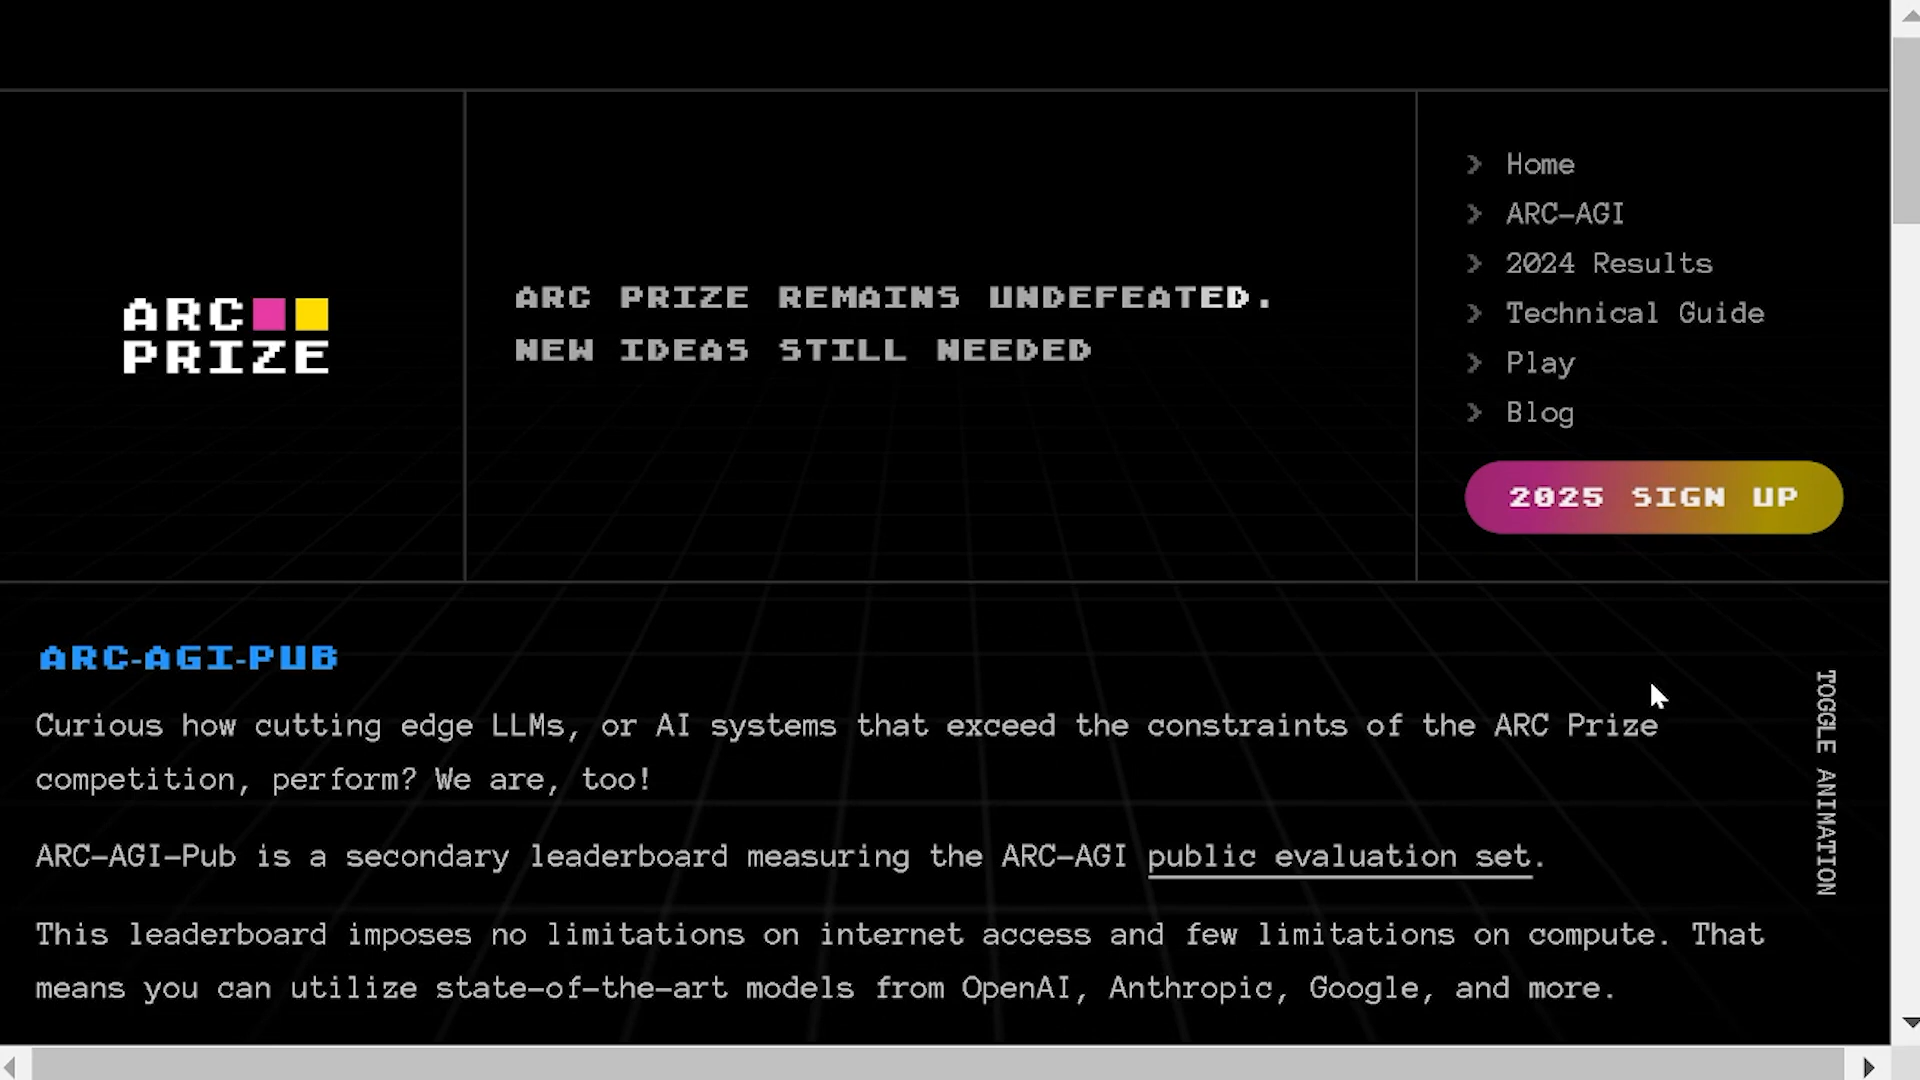 ARC
PRIZE
ARC PRIZE REMAINS UNDEFEATED.
NEW IDEAS STILL NEEDED
Home
ARC-AGI
2024 Results
Technical Guide
Play
Blog
2025 SIGN UP
ARC-AGI-PUB
Curious how cutting edge LLMs, or AI systems that exceed the constraints of the ARC Prize
competition, perform? We are, too!
ARC-AGI-Pub is a secondary leaderboard measuring the ARC-AGI public evaluation set.
This leaderboard imposes no limitations on internet access and few limitations on compute. That
means you can utilize state-of-the-art models from OpenAI, Anthropic, Google, and more.
TOGGLE ANIMATION